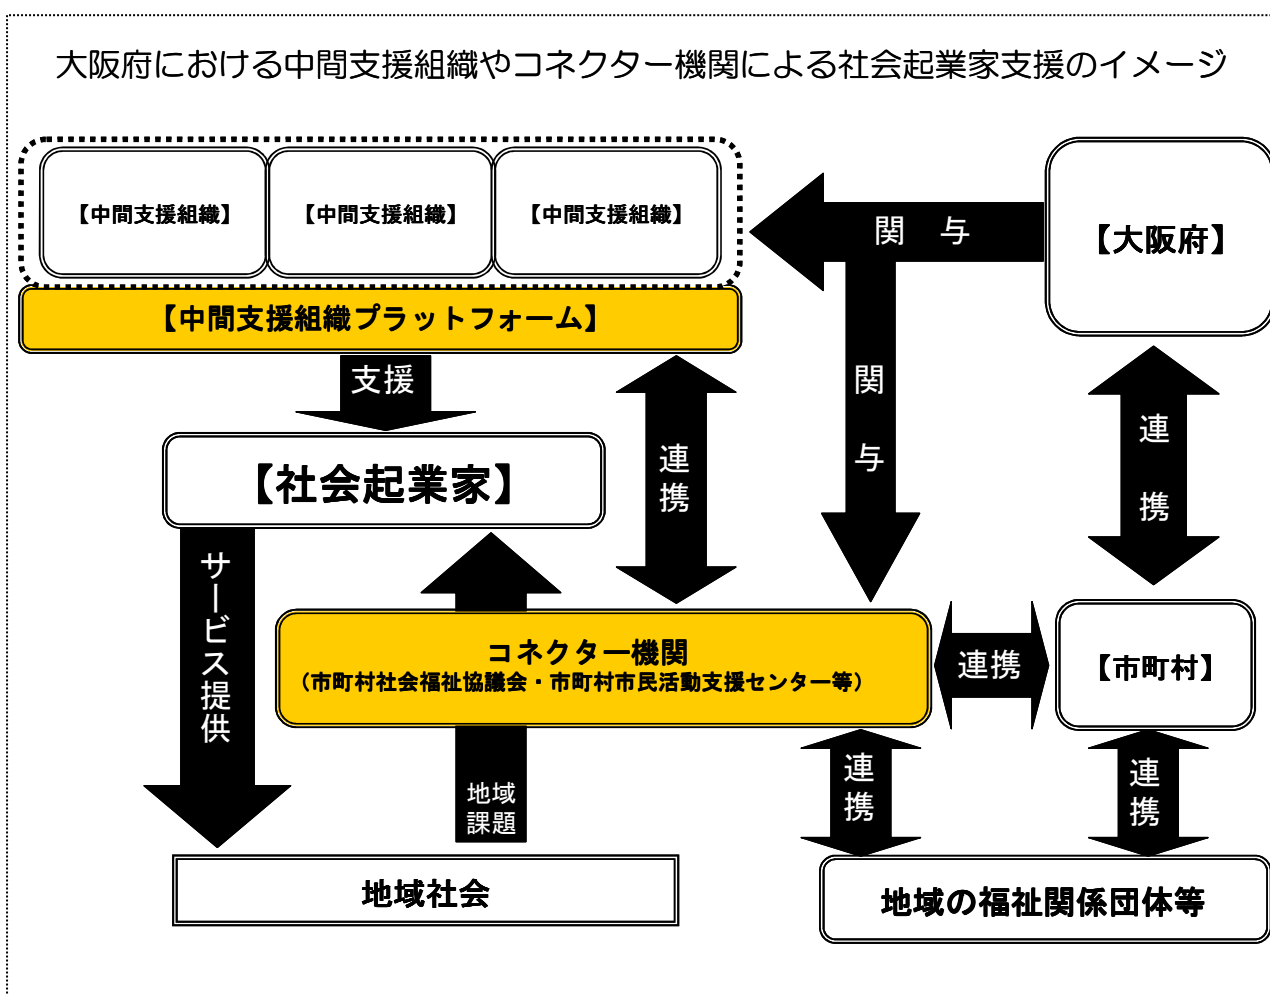 大阪府における中間支援組織やコネクター機関による社会起業家支援のイメージ
【中間支援組織】
【中間支援組織】
【中間支援組織】
関 与
【大阪府】
【中間支援組織プラットフォーム】
支援
連携
関与
連携
【社会起業家】
サービス提供
コネクター機関
（市町村社会福祉協議会・市町村市民活動支援センター等）
連携
【市町村】
地域
課題
連携
連携
地域社会
地域の福祉関係団体等